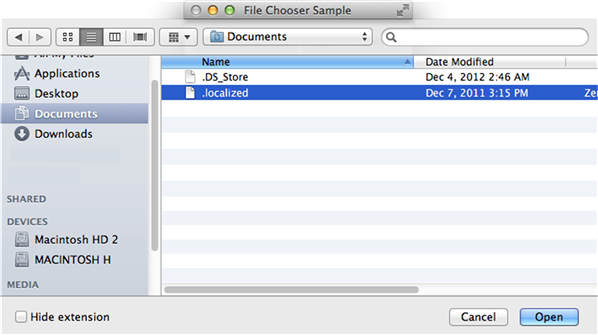 File Chooser Sample
Documents
All My Files
Applications
Desktop
Documents
Downloads
SHARED
DEVICES
Macintosh HD 2
MACINTOSH H
MEDIA
Name Date Modified
.DS_Store Dec 4, 2012 2:46 AM
.localized Dec 7, 2011 3:15 PM Ze
Hide extension
Cancel
Open